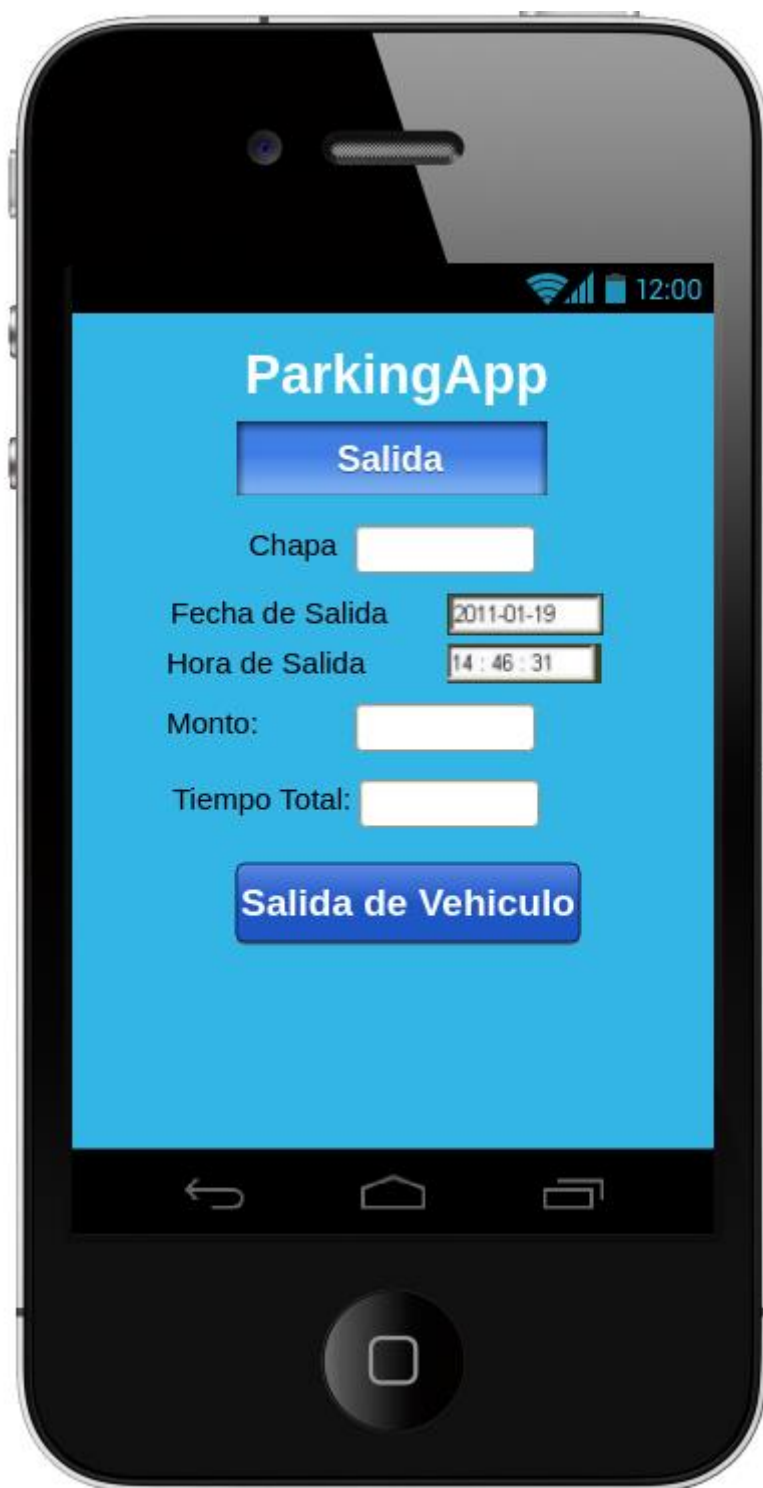 12:00
ParkingApp
Salida
Chapa
Fecha de Salida 2011-01-19
Hora de Salida 14 : 46 : 31
Monto:
Tiempo Total:
Salida de Vehiculo